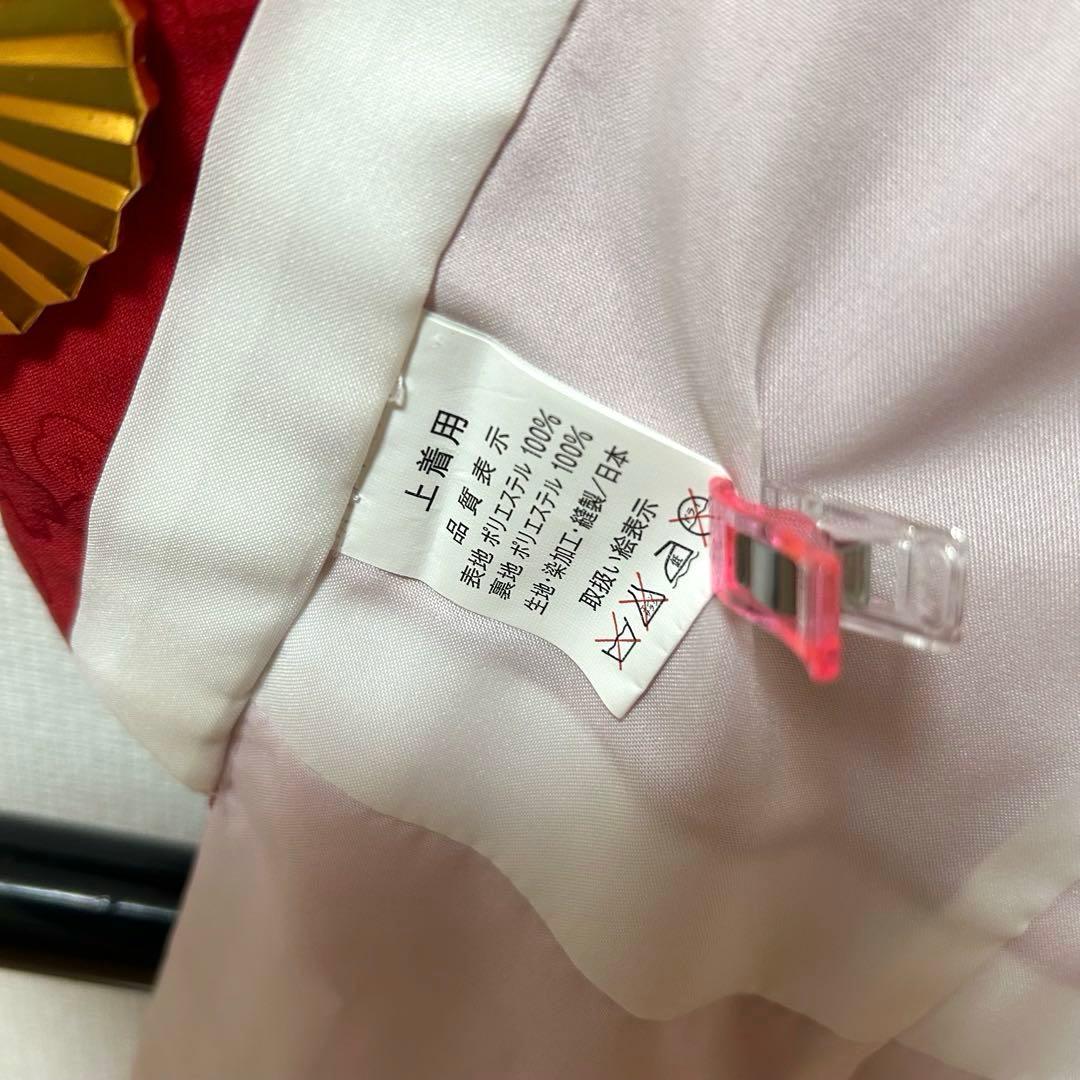 上着用
品質表示
表地 ポリエステル 100%
裏地 ポリエステル 100%
生地・染加工・縫製/日本
取扱い絵表示